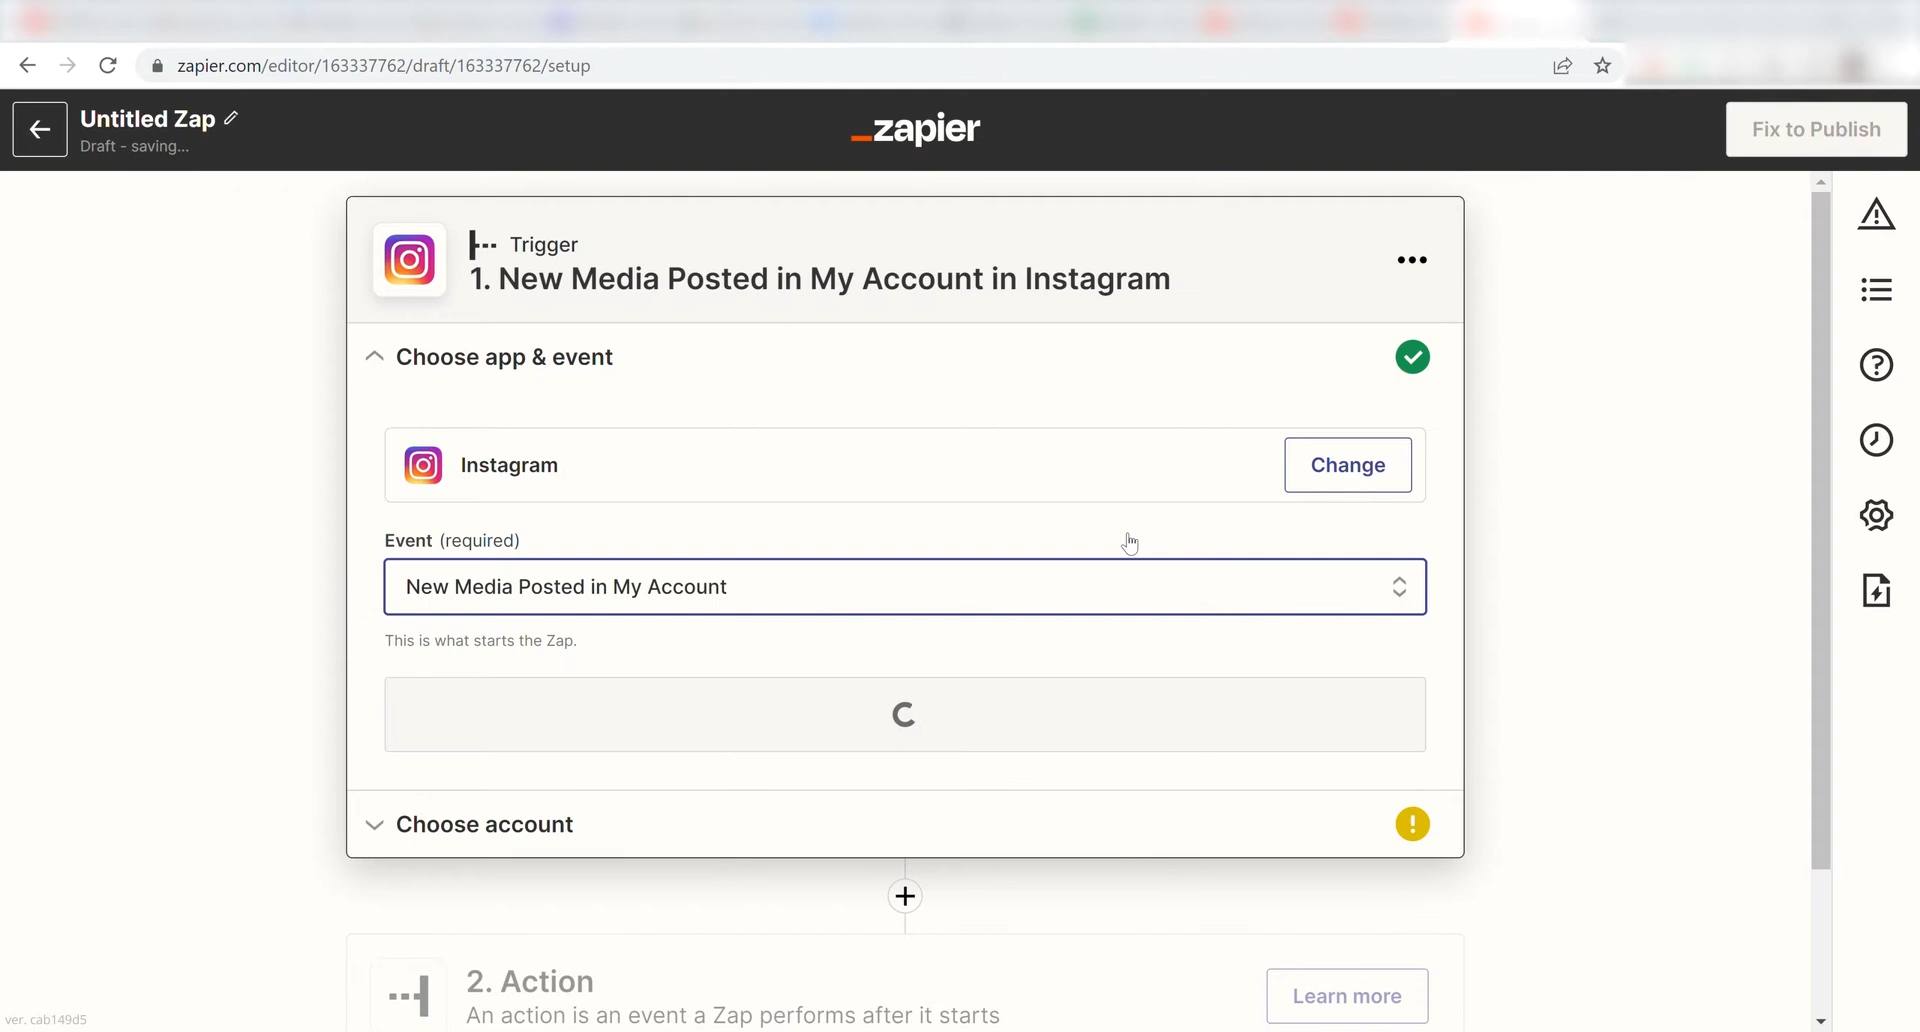 zapier.com/editor/163337762/draft/163337762/setup
Untitled Zap
Draft - saving...
_zapier
Fix to Publish
Trigger
1. New Media Posted in My Account in Instagram
Choose app & event
Instagram
Change
Event (required)
New Media Posted in My Account
This is what starts the Zap.
Choose account
2. Action
An action is an event a Zap performs after it starts
Learn more
ver. cab149d5